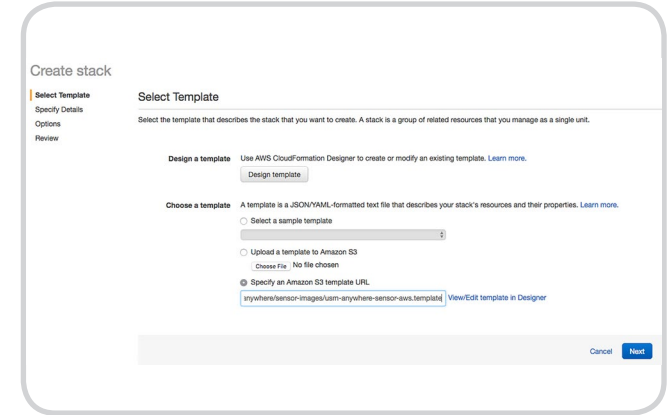 Create stack
Select Template
Specify Details
Options
Review
Select Template
Select the template that describes the stack that you want to create. A stack is a group of related resources that you manage as a single unit.
Design a template Use AWS CloudFormation Designer to create or modify an existing template. Learn more.
Design template
Choose a template A template is a JSON/YAML-formatted text file that describes your stack's resources and their properties. Learn more.
Select a sample template
Upload a template to Amazon S3
Choose File No file chosen
Specify an Amazon S3 template URL
anywhere/sensor-images/usm-anywhere-sensor-aws.template View/Edit template in Designer
Cancel Next